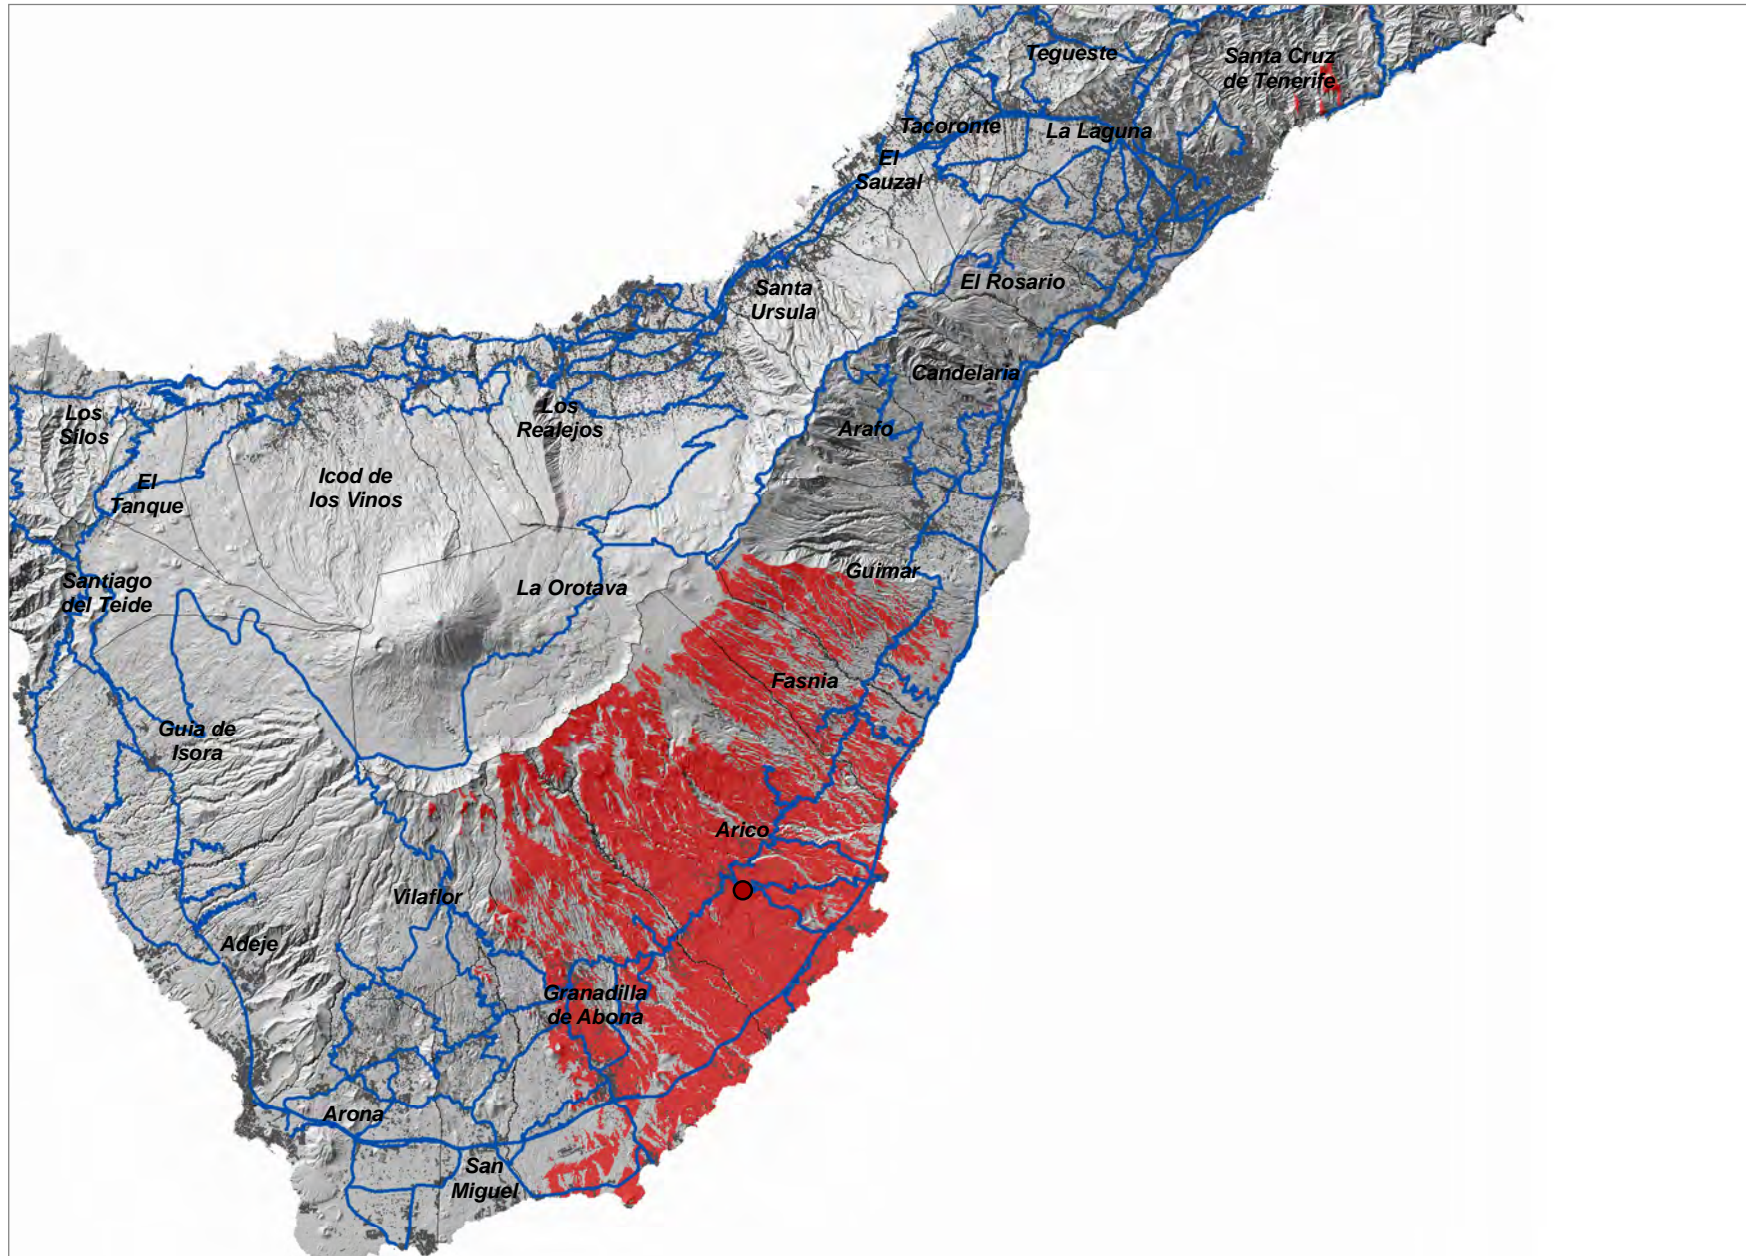 Tegueste
Santa Cruz
de Tenerife
Tacoronte
La Laguna
El
Sauzal
El Rosario
Santa
Ursula
Candelaria
Los
Silos
Los
Realejos
Arafo
Icod de
los Vinos
El
Tanque
Guimar
Santiago
del Teide
La Orotava
Fasnia
Guia de
Isora
Arico
Vilaflor
Adeje
Granadilla
de Abona
Arona
San
Miguel